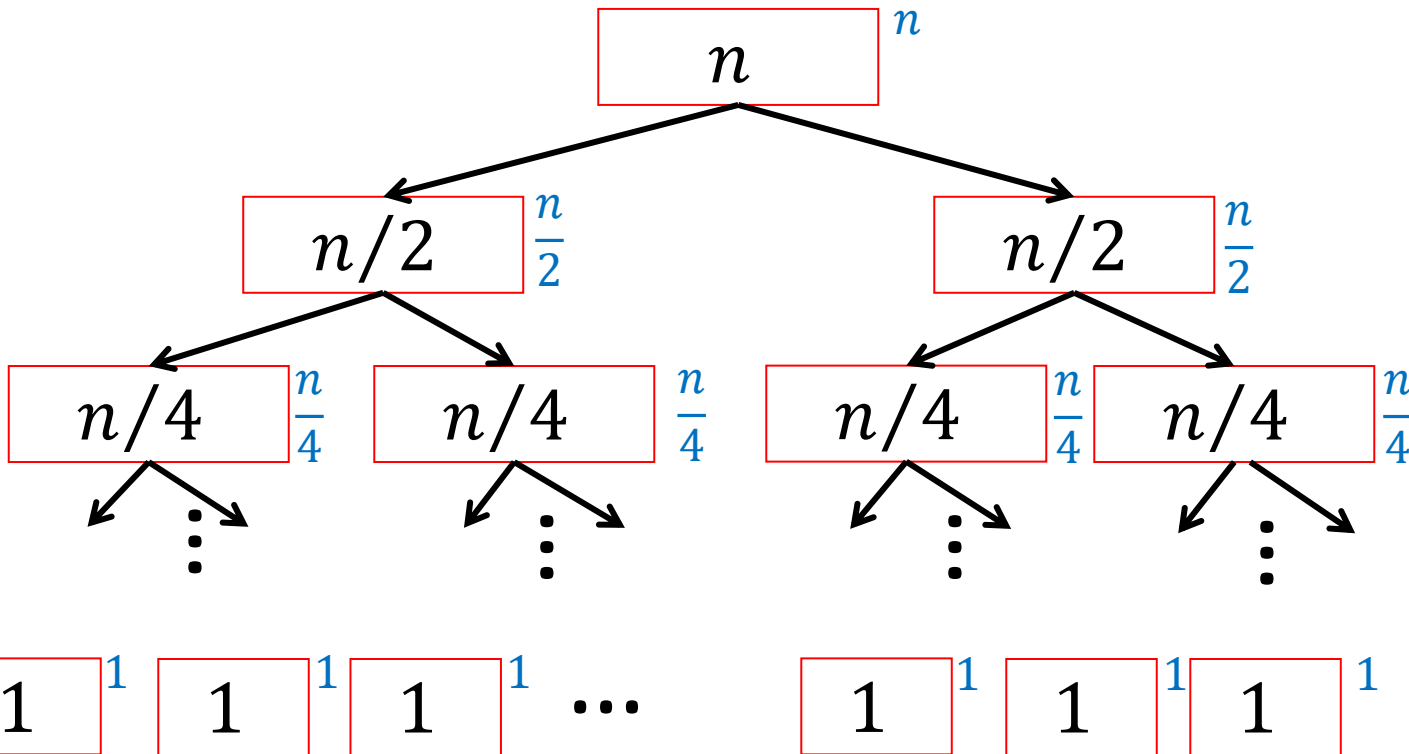 n n
n/2 n/2 n/2 n/2
n/4 n/4 n/4 n/4 n/4 n/4 n/4 n/4
⋮ ⋮ ⋮ ⋮
1 1 1 1 1 1 ⋯ 1 1 1 1 1 1